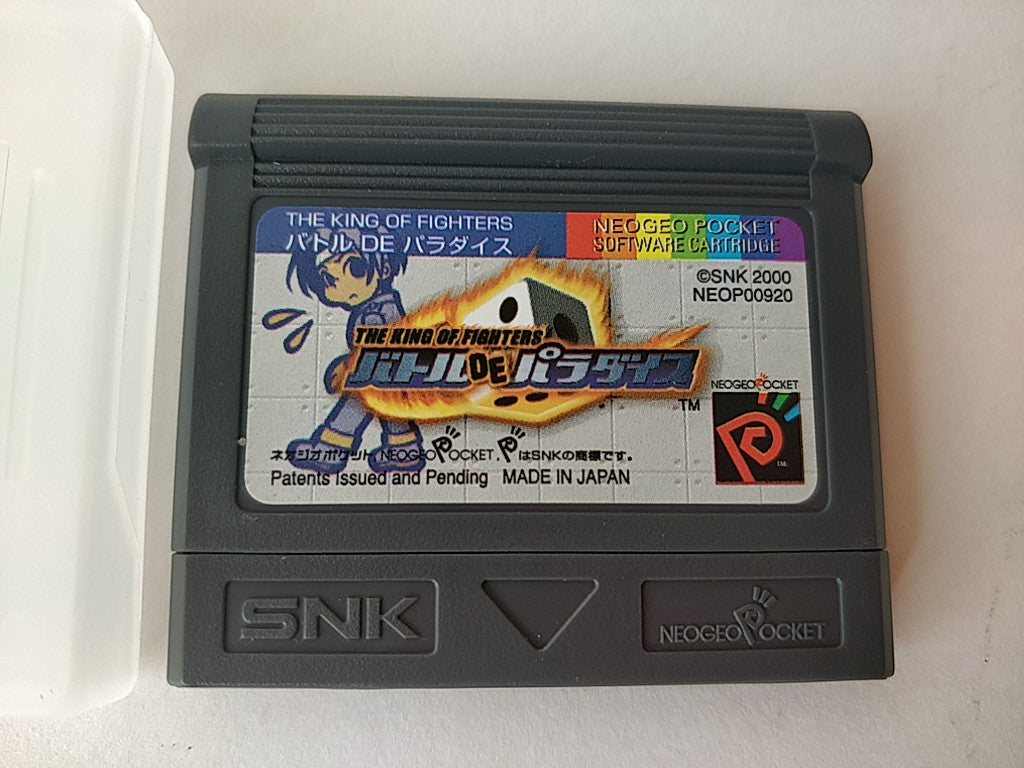 THE KING OF FIGHTERS
バトル DE パラダイス
NEOGEO POCKET
SOFTWARE CARTRIDGE
©SNK 2000
NEOP00920
THE KING OF FIGHTERS
バトル DE パラダイス
TM
NEOGEO POCKET
ネオジオポケット, NEOGEO POCKET, P はSNKの商標です。
Patents Issued and Pending MADE IN JAPAN
SNK
NEOGEO POCKET